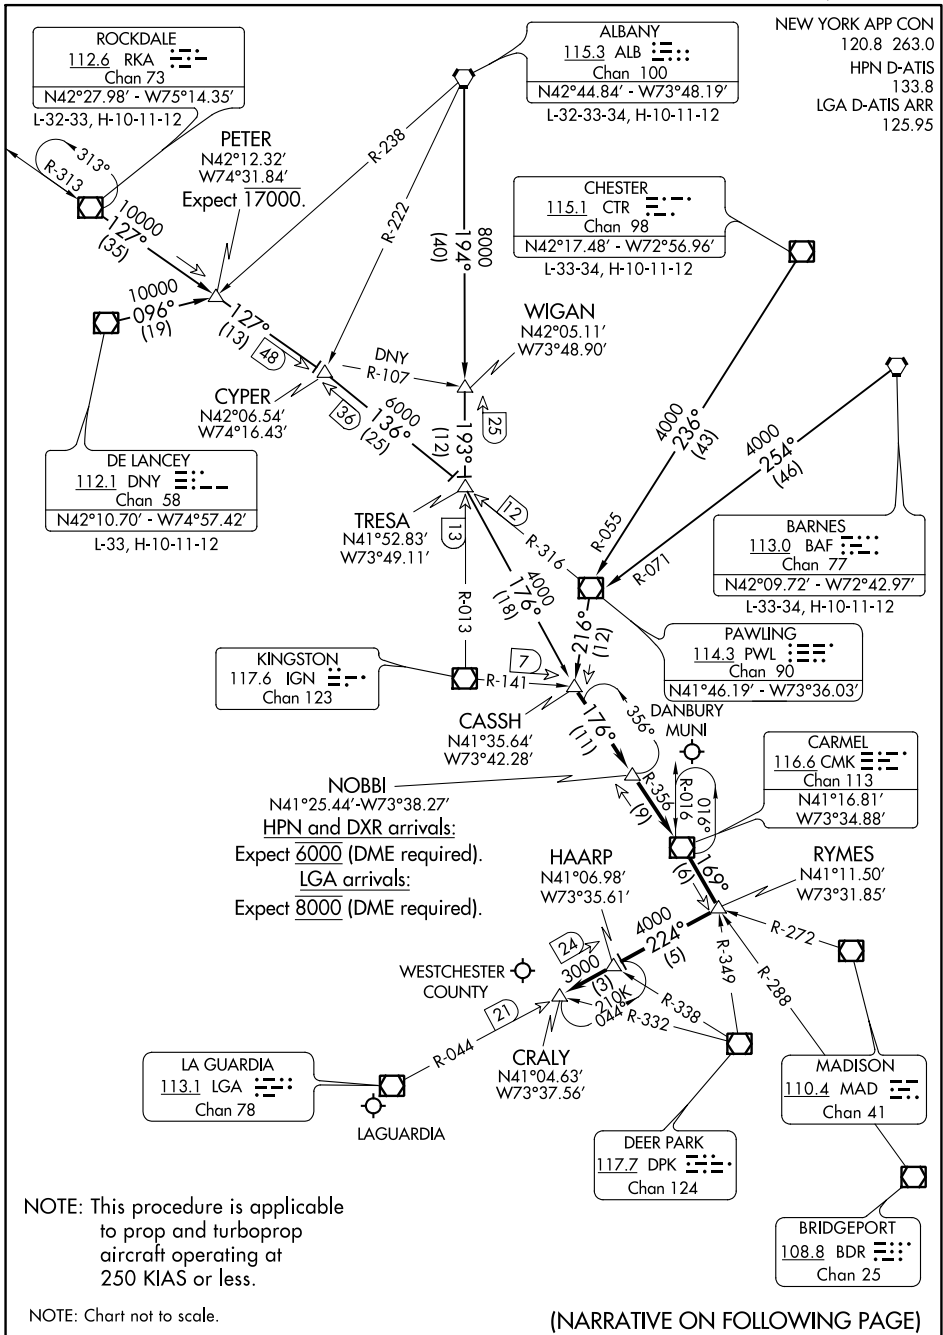 NEW YORK APP CON
120.8 263.0
HPN D-ATIS
133.8
LGA D-ATIS ARR
125.95
ROCKDALE
112.6 RKA
Chan 73
N42°27.98' - W75°14.35'
L-32-33, H-10-11-12
ALBANY
115.3 ALB
Chan 100
N42°44.84' - W73°48.19'
L-32-33-34, H-10-11-12
PETER
N42°12.32'
W74°31.84'
Expect 17000.
R-313
313°
10000
127°
(35)
R-238
R-222
8000
194°
(40)
CHESTER
115.1 CTR
Chan 98
N42°17.48' - W72°56.96'
L-33-34, H-10-11-12
10000
096°
(19)
127°
(13)
48
WIGAN
N42°05.11'
W73°48.90'
DNY
R-107
CYPER
N42°06.54'
W74°16.43'
36
6000
136°
(25)
193°
(12)
25
4000
236°
(43)
4000
254°
(46)
DE LANCEY
112.1 DNY
Chan 58
N42°10.70' - W74°57.42'
L-33, H-10-11-12
TRESA
N41°52.83'
W73°49.11'
13
12
R-316
R-055
R-071
BARNES
113.0 BAF
Chan 77
N42°09.72' - W72°42.97'
L-33-34, H-10-11-12
R-013
4000
176°
(18)
216°
(12)
PAWLING
114.3 PWL
Chan 90
N41°46.19' - W73°36.03'
KINGSTON
117.6 IGN
Chan 123
R-141
7
CASSH
N41°35.64'
W73°42.28'
176°
(11)
356°
DANBURY
MUNI
CARMEL
116.6 CMK
Chan 113
N41°16.81'
W73°34.88'
NOBBI
N41°25.44'-W73°38.27'
HPN and DXR arrivals:
Expect 6000 (DME required).
LGA arrivals:
Expect 8000 (DME required).
R-356
(9)
R-016
016°
HAARP
N41°06.98'
W73°35.61'
169°
(6)
RYMES
N41°11.50'
W73°31.85'
4000
224°
(5)
24
3000
(3)
210K
044°
R-272
R-349
R-288
R-338
R-332
WESTCHESTER
COUNTY
21
R-044
CRALY
N41°04.63'
W73°37.56'
LA GUARDIA
113.1 LGA
Chan 78
LAGUARDIA
MADISON
110.4 MAD
Chan 41
DEER PARK
117.7 DPK
Chan 124
BRIDGEPORT
108.8 BDR
Chan 25
NOTE: This procedure is applicable
to prop and turboprop
aircraft operating at
250 KIAS or less.
NOTE: Chart not to scale.
(NARRATIVE ON FOLLOWING PAGE)